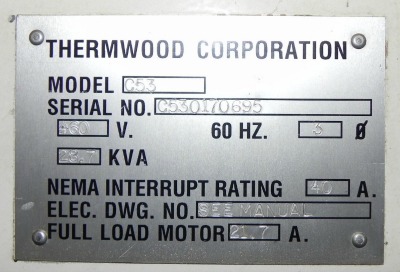 THERMWOOD CORPORATION
MODEL C53
SERIAL NO. C530170695
460 V. 60 HZ. 3 Ø
23.7 KVA
NEMA INTERRUPT RATING 40 A.
ELEC. DWG. NO. SEE MANUAL
FULL LOAD MOTOR 21.7 A.